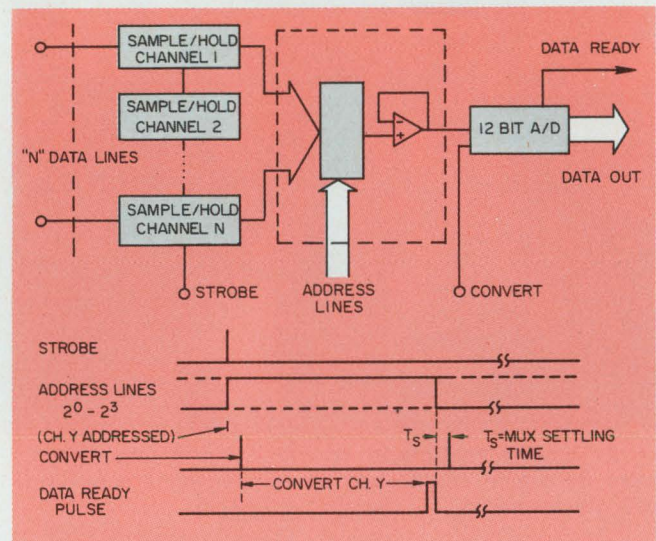 SAMPLE/HOLD
CHANNEL 1
SAMPLE/HOLD
CHANNEL 2
"N" DATA LINES
SAMPLE/HOLD
CHANNEL N
STROBE
ADDRESS
LINES
12 BIT A/D
DATA READY
DATA OUT
CONVERT
STROBE
ADDRESS LINES
2⁰ - 2³
(CH. Y ADDRESSED)
CONVERT
T_S
T_S=MUX SETTLING
TIME
CONVERT CH. Y
DATA READY
PULSE